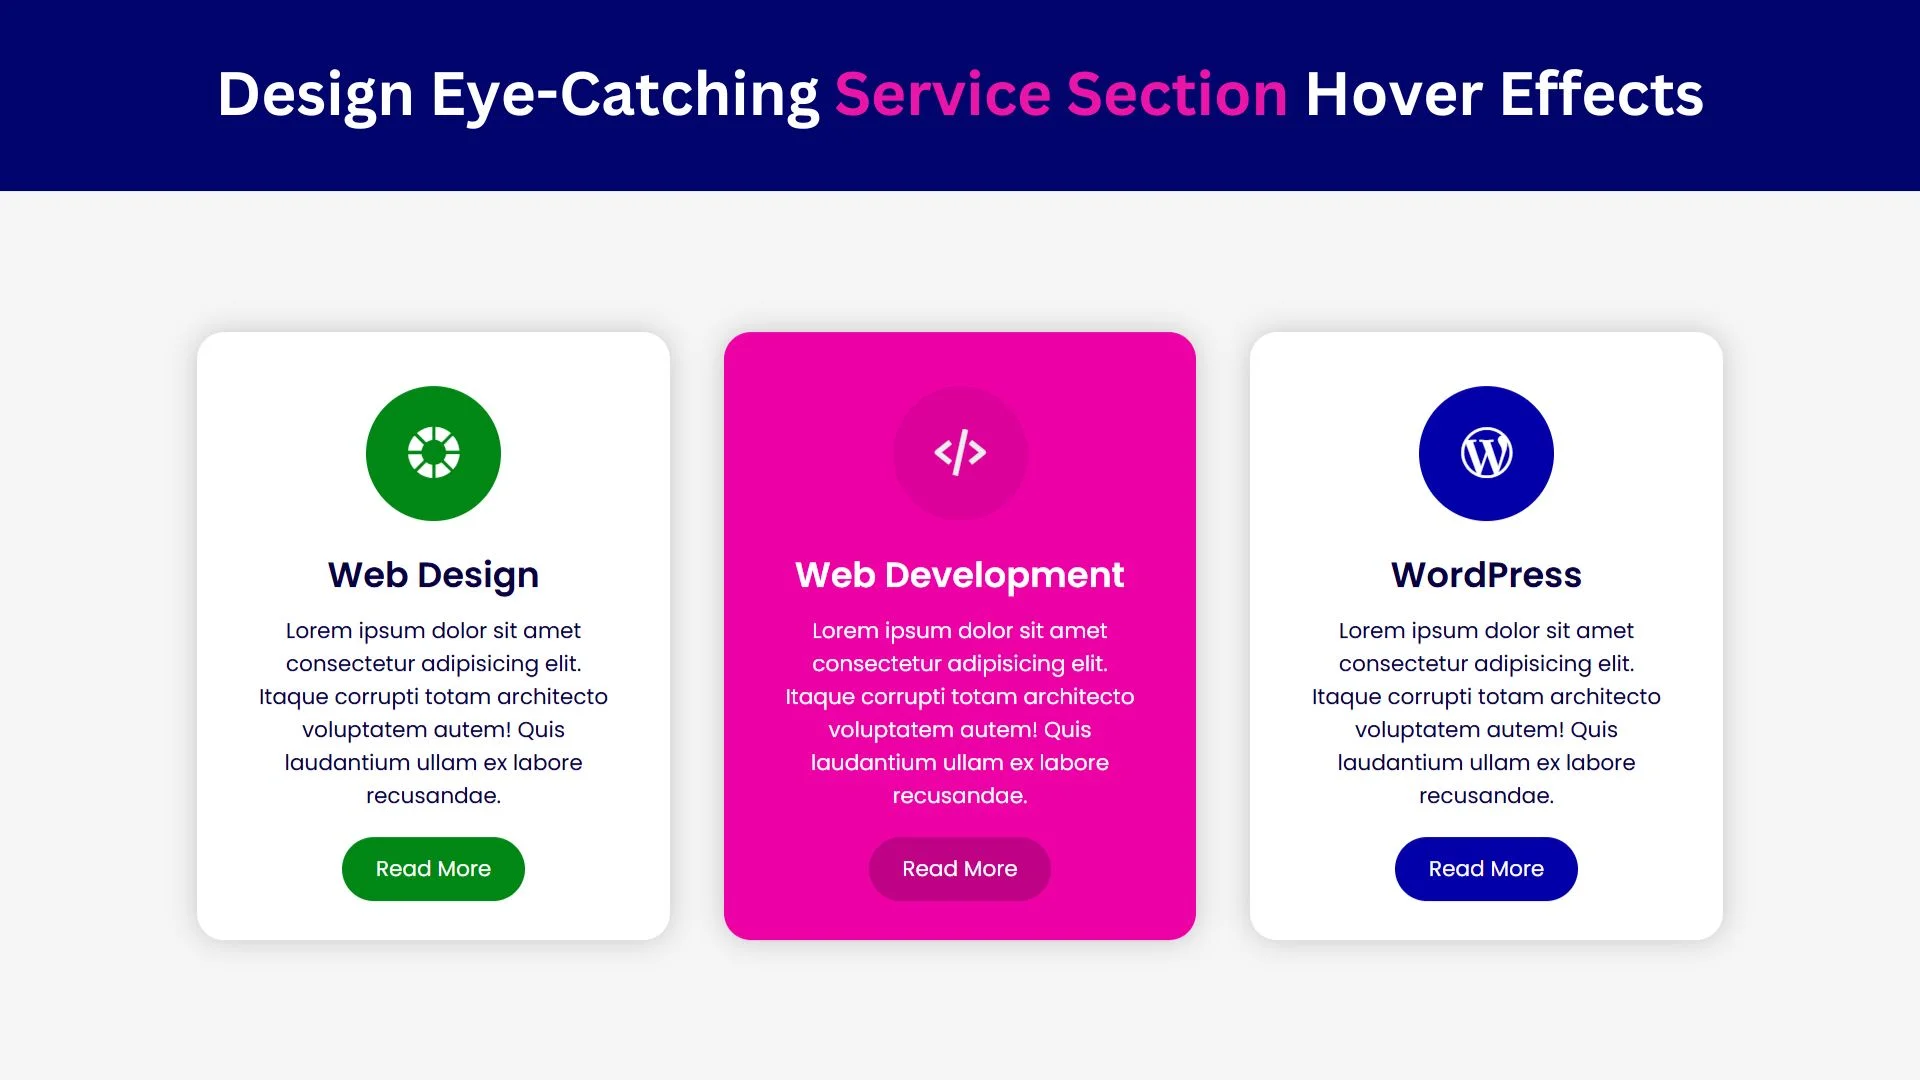 Design Eye-Catching Service Section Hover Effects
Web Design
Lorem ipsum dolor sit amet
consectetur adipisicing elit.
Itaque corrupti totam architecto
voluptatem autem! Quis
laudantium ullam ex labore
recusandae.
Read More
</>
Web Development
Lorem ipsum dolor sit amet
consectetur adipisicing elit.
Itaque corrupti totam architecto
voluptatem autem! Quis
laudantium ullam ex labore
recusandae.
Read More
WordPress
Lorem ipsum dolor sit amet
consectetur adipisicing elit.
Itaque corrupti totam architecto
voluptatem autem! Quis
laudantium ullam ex labore
recusandae.
Read More